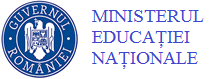 GUVERNUL
ROMÂNIEI
MINISTERUL
EDUCAȚIEI
NAȚIONALE